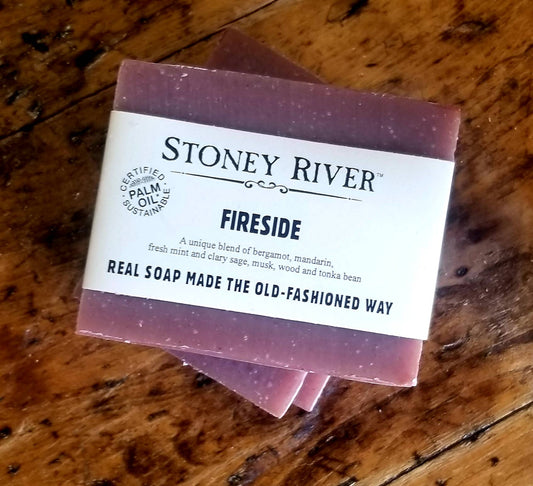 STONEY RIVER™
CERTIFIED
PALM
OIL
SUSTAINABLE
FIRESIDE
A unique blend of bergamot, mandarin,
fresh mint and clary sage, musk, wood and tonka bean
REAL SOAP MADE THE OLD-FASHIONED WAY